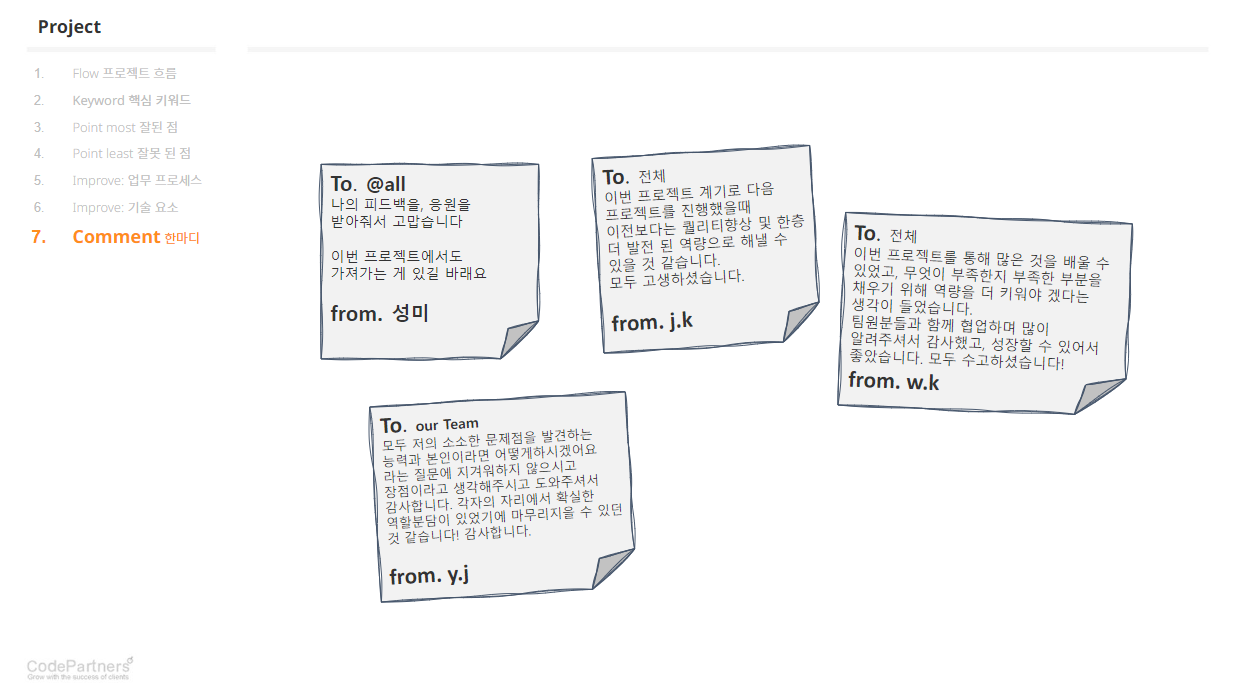 Project
1. Flow 프로젝트 흐름
2. Keyword 핵심 키워드
3. Point most 잘된 점
4. Point least 잘못 된 점
5. Improve: 업무 프로세스
6. Improve: 기술 요소
7. Comment 한마디
To. @all
나의 피드백을, 응원을
받아줘서 고맙습니다
이번 프로젝트에서도
가져가는 게 있길 바래요
from. 성미
To. 전체
이번 프로젝트 계기로 다음
프로젝트를 진행했을때
이전보다는 퀄리티향상 및 한층
더 발전 된 역량으로 해낼 수
있을 것 같습니다.
모두 고생하셨습니다.
from. j.k
To. 전체
이번 프로젝트를 통해 많은 것을 배울 수
있었고, 무엇이 부족한지 부족한 부분을
채우기 위해 역량을 더 키워야 겠다는
생각이 들었습니다.
팀원분들과 함께 협업하며 많이
알려주셔서 감사했고, 성장할 수 있어서
좋았습니다. 모두 수고하셨습니다!
from. w.k
To. our Team
모두 저의 소소한 문제점을 발견하는
능력과 본인이라면 어떻게하시겠어요
라는 질문에 지겨워하지 않으시고
장점이라고 생각해주시고 도와주셔서
감사합니다. 각자의 자리에서 확실한
역할분담이 있었기에 마무리지을 수 있던
것 같습니다! 감사합니다.
from. y.j
CodePartners
Grow with the success of clients